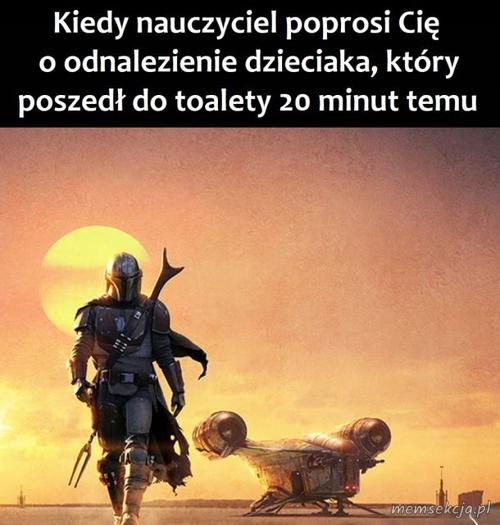 Kiedy nauczyciel poprosi Cię
o odnalezienie dzieciaka, który
poszedł do toalety 20 minut temu
memsekcja.pl